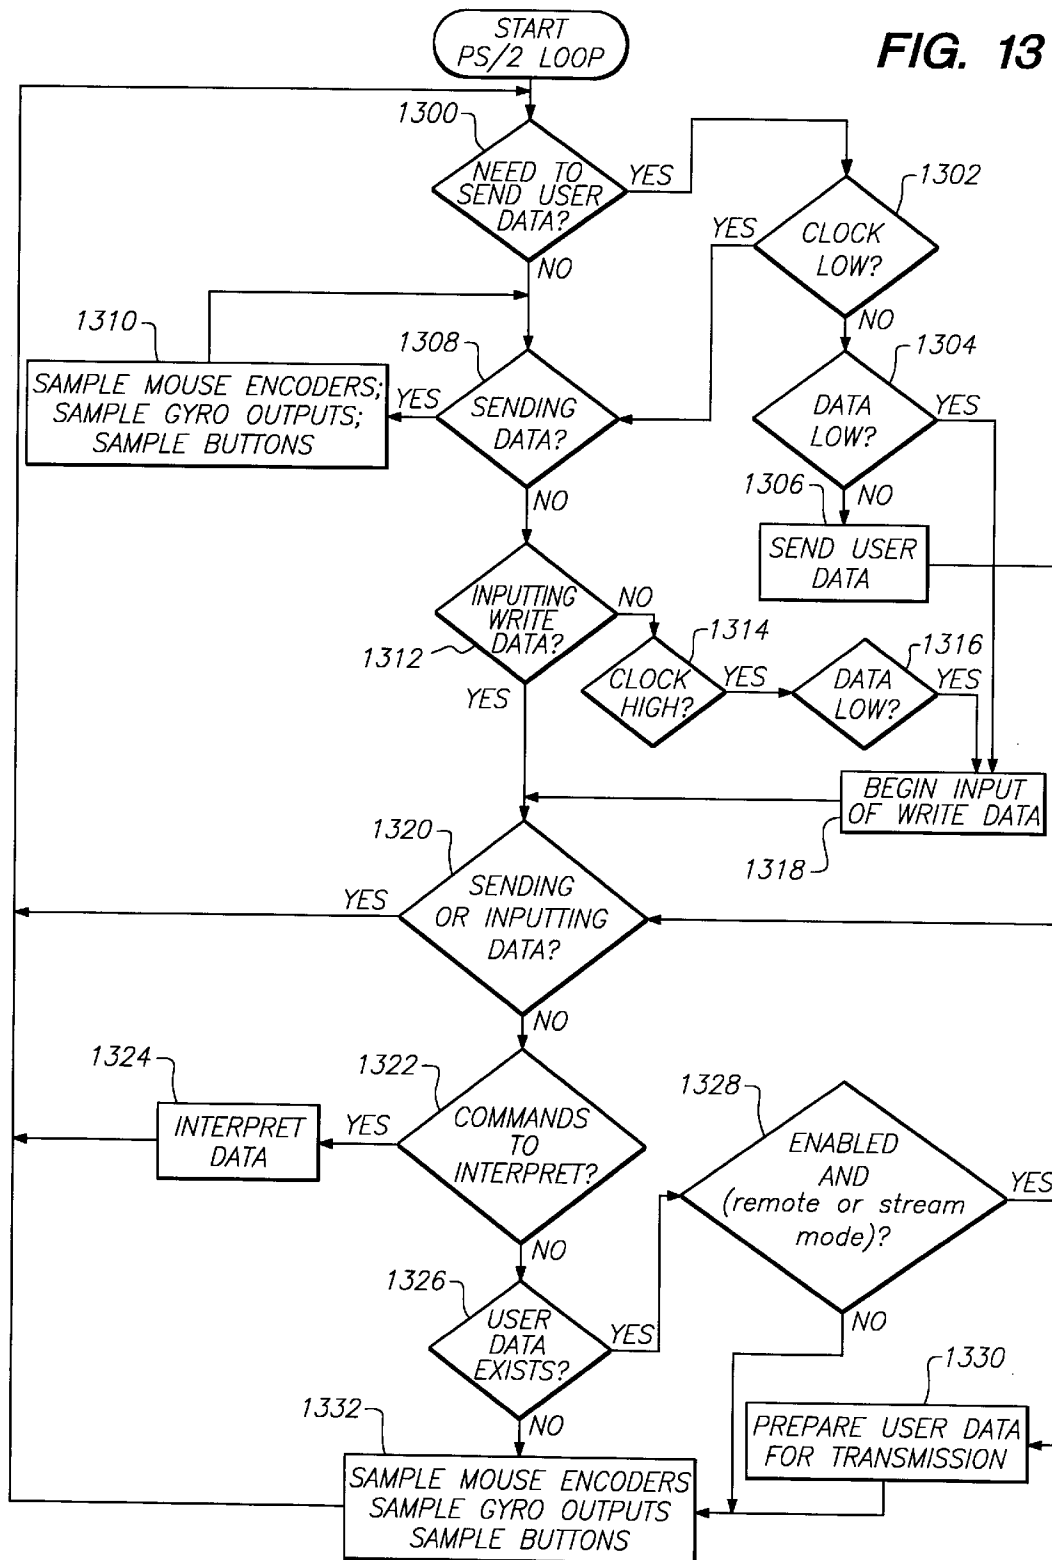 START
PS/2 LOOP
FIG. 13
1300
NEED TO
SEND USER
DATA?
YES
NO
1302
CLOCK
LOW?
YES
NO
1310
SAMPLE MOUSE ENCODERS;
SAMPLE GYRO OUTPUTS;
SAMPLE BUTTONS
1308
SENDING
DATA?
YES
NO
1304
DATA
LOW?
YES
NO
1306
SEND USER
DATA
INPUTTING
WRITE
DATA?
1312
NO
YES
1314
CLOCK
HIGH?
YES
1316
DATA
LOW?
YES
BEGIN INPUT
OF WRITE DATA
1318
1320
SENDING
OR INPUTTING
DATA?
YES
NO
1324
INTERPRET
DATA
1322
COMMANDS
TO
INTERPRET?
YES
NO
1328
ENABLED
AND
(remote or stream
mode)?
YES
NO
1326
USER
DATA
EXISTS?
YES
NO
1330
PREPARE USER DATA
FOR TRANSMISSION
1332
SAMPLE MOUSE ENCODERS
SAMPLE GYRO OUTPUTS
SAMPLE BUTTONS